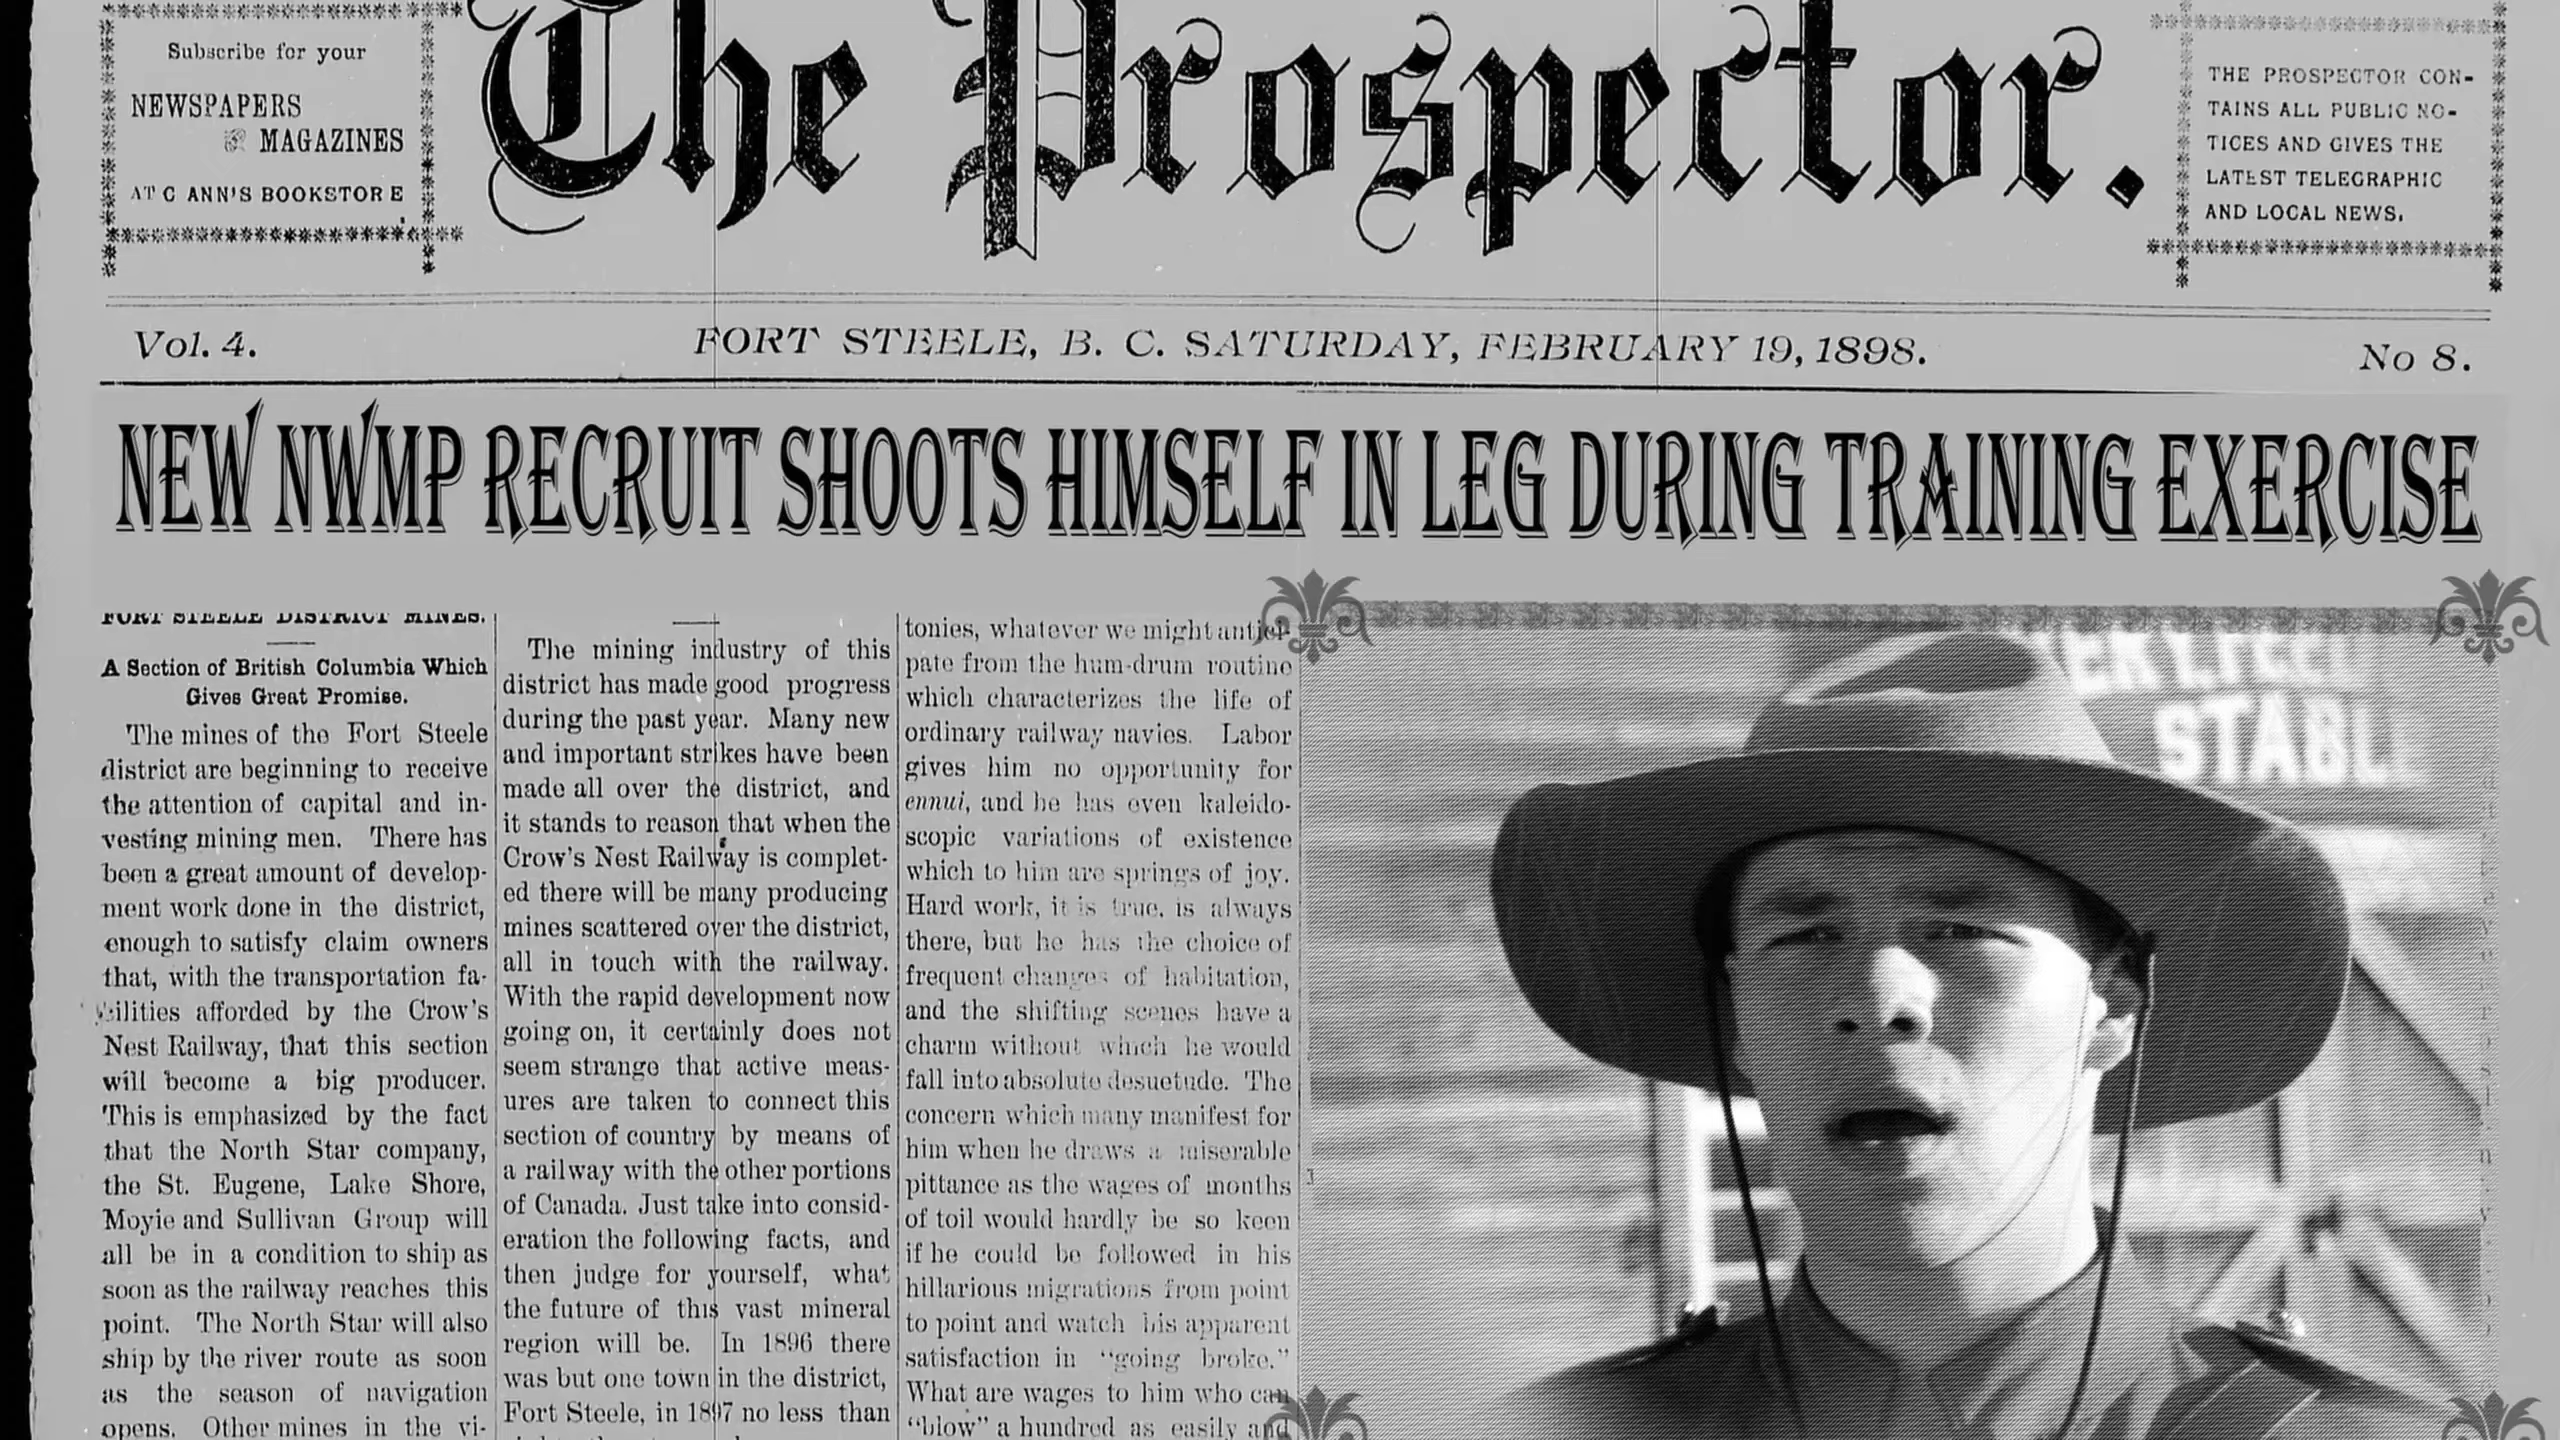 Subscribe for your
NEWSPAPERS
& MAGAZINES
AT C ANN'S BOOKSTORE
The Prospector.
THE PROSPECTOR CON-
TAINS ALL PUBLIC NO-
TICES AND GIVES THE
LATEST TELEGRAPHIC
AND LOCAL NEWS.
Vol. 4.
FORT STEELE, B. C. SATURDAY, FEBRUARY 19, 1898.
No 8.
NEW NWMP RECRUIT SHOOTS HIMSELF IN LEG DURING TRAINING EXERCISE
FORT STEELE DISTRICT MINES.
A Section of British Columbia Which
Gives Great Promise.
The mines of the Fort Steele
district are beginning to receive
the attention of capital and in-
vesting mining men. There has
been a great amount of develop-
ment work done in the district,
enough to satisfy claim owners
that, with the transportation fa-
cilities afforded by the Crow's
Nest Railway, that this section
will become a big producer.
This is emphasized by the fact
that the North Star company,
the St. Eugene, Lake Shore,
Moyie and Sullivan Group will
all be in a condition to ship as
soon as the railway reaches this
point. The North Star will also
ship by the river route as soon
as the season of navigation
opens. Other mines in the vi-
The mining industry of this
district has made good progress
during the past year. Many new
and important strikes have been
made all over the district, and
it stands to reason that when the
Crow's Nest Railway is complet-
ed there will be many producing
mines scattered over the district,
all in touch with the railway.
With the rapid development now
going on, it certainly does not
seem strange that active meas-
ures are taken to connect this
section of country by means of
a railway with the other portions
of Canada. Just take into consid-
eration the following facts, and
then judge for yourself, what
the future of this vast mineral
region will be. In 1896 there
was but one town in the district,
Fort Steele, in 1897 no less than
tonies, whatever we might antici-
pate from the hum-drum routine
which characterizes the life of
ordinary railway navies. Labor
gives him no opportunity for
ennui, and he has even kaleido-
scopic variations of existence
which to him are springs of joy.
Hard work, it is true, is always
there, but he has the choice of
frequent changes of habitation,
and the shifting scenes have a
charm without which he would
fall into absolute desuetude. The
concern which many manifest for
him when he draws a miserable
pittance as the wages of months
of toil would hardly be so keen
if he could be followed in his
hillarious migrations from point
to point and watch his apparent
satisfaction in "going broke."
What are wages to him who can
"blow" a hundred as easily and
STABL